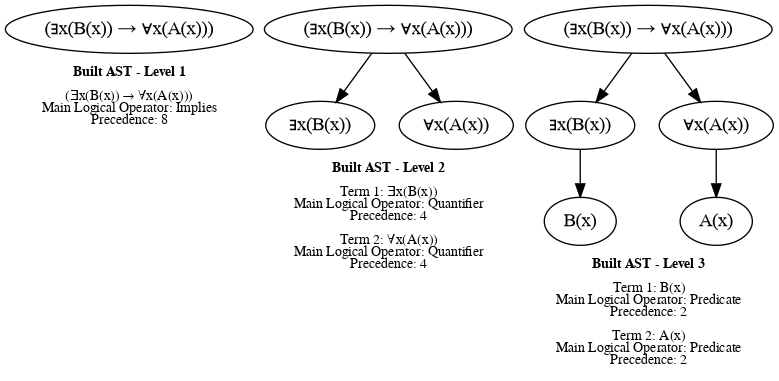 (∃x(B(x)) → ∀x(A(x)))
Built AST - Level 1
(∃x(B(x)) → ∀x(A(x)))
Main Logical Operator: Implies
Precedence: 8
(∃x(B(x)) → ∀x(A(x)))
∃x(B(x))
∀x(A(x))
Built AST - Level 2
Term 1: ∃x(B(x))
Main Logical Operator: Quantifier
Precedence: 4
Term 2: ∀x(A(x))
Main Logical Operator: Quantifier
Precedence: 4
(∃x(B(x)) → ∀x(A(x)))
∃x(B(x))
∀x(A(x))
B(x)
A(x)
Built AST - Level 3
Term 1: B(x)
Main Logical Operator: Predicate
Precedence: 2
Term 2: A(x)
Main Logical Operator: Predicate
Precedence: 2